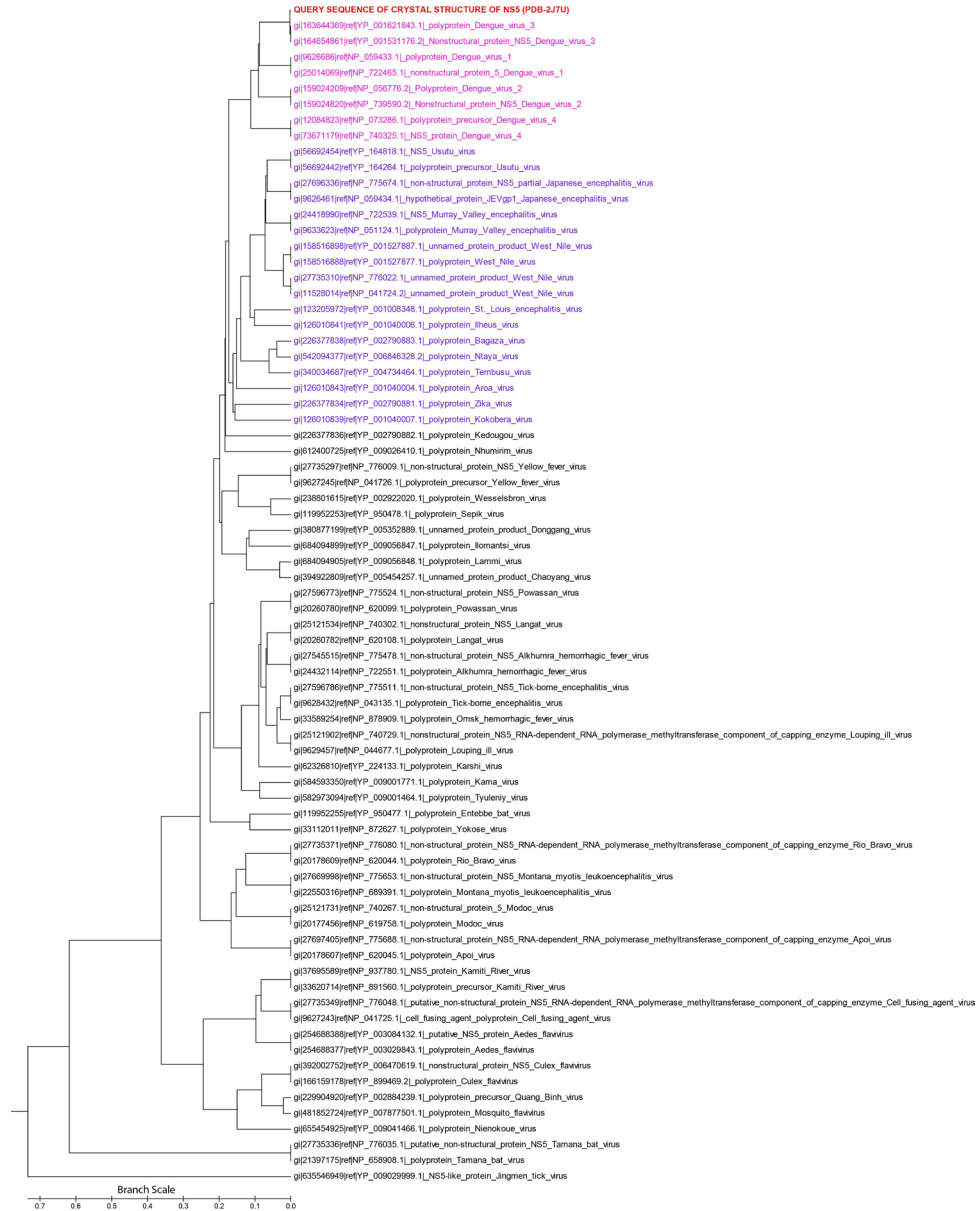 QUERY SEQUENCE OF CRYSTAL STRUCTURE OF NS5 (PDB-2J7U)
gi|163644369|ref|YP_001621843.1|_polyprotein_Dengue_virus_3
gi|164654861|ref|YP_001531176.2|_Nonstructural_protein_NS5_Dengue_virus_3
gi|9626686|ref|NP_059433.1|_polyprotein_Dengue_virus_1
gi|25014069|ref|NP_722465.1|_nonstructural_protein_5_Dengue_virus_1
gi|159024209|ref|NP_056776.2|_Polyprotein_Dengue_virus_2
gi|159024820|ref|NP_739590.2|_Nonstructural_protein_NS5_Dengue_virus_2
gi|12084823|ref|NP_073286.1|_polyprotein_precursor_Dengue_virus_4
gi|73671179|ref|NP_740325.1|_NS5_protein_Dengue_virus_4
gi|56692454|ref|YP_164818.1|_NS5_Usutu_virus
gi|56692442|ref|YP_164264.1|_polyprotein_precursor_Usutu_virus
gi|27696336|ref|NP_775674.1|_non-structural_protein_NS5_partial_Japanese_encephalitis_virus
gi|9626461|ref|NP_059434.1|_hypothetical_protein_JEVgp1_Japanese_encephalitis_virus
gi|24418990|ref|NP_722539.1|_NS5_Murray_Valley_encephalitis_virus
gi|9633623|ref|NP_051124.1|_polyprotein_Murray_Valley_encephalitis_virus
gi|158516898|ref|YP_001527887.1|_unnamed_protein_product_West_Nile_virus
gi|158516888|ref|YP_001527877.1|_polyprotein_West_Nile_virus
gi|27735310|ref|NP_776022.1|_unnamed_protein_product_West_Nile_virus
gi|11528014|ref|NP_041724.2|_unnamed_protein_product_West_Nile_virus
gi|123205972|ref|YP_001008348.1|_polyprotein_St._Louis_encephalitis_virus
gi|126010841|ref|YP_001040006.1|_polyprotein_Ilheus_virus
gi|226377838|ref|YP_002790883.1|_polyprotein_Bagaza_virus
gi|542094377|ref|YP_006846328.2|_polyprotein_Ntaya_virus
gi|340034687|ref|YP_004734464.1|_polyprotein_Tembusu_virus
gi|126010843|ref|YP_001040004.1|_polyprotein_Aroa_virus
gi|226377834|ref|YP_002790881.1|_polyprotein_Zika_virus
gi|126010839|ref|YP_001040007.1|_polyprotein_Kokobera_virus
gi|226377836|ref|YP_002790882.1|_polyprotein_Kedougou_virus
gi|612400725|ref|YP_009026410.1|_polyprotein_Nhumirim_virus
gi|27735297|ref|NP_776009.1|_non-structural_protein_NS5_Yellow_fever_virus
gi|9627245|ref|NP_041726.1|_polyprotein_precursor_Yellow_fever_virus
gi|238801615|ref|YP_002922020.1|_polyprotein_Wesselsbron_virus
gi|119952253|ref|YP_950478.1|_polyprotein_Sepik_virus
gi|380877199|ref|YP_005352889.1|_unnamed_protein_product_Donggang_virus
gi|684094899|ref|YP_009056847.1|_polyprotein_Ilomantsi_virus
gi|684094905|ref|YP_009056848.1|_polyprotein_Lammi_virus
gi|394922809|ref|YP_005454257.1|_unnamed_protein_product_Chaoyang_virus
gi|27596773|ref|NP_775524.1|_non-structural_protein_NS5_Powassan_virus
gi|20260780|ref|NP_620099.1|_polyprotein_Powassan_virus
gi|25121534|ref|NP_740302.1|_nonstructural_protein_NS5_Langat_virus
gi|20260782|ref|NP_620108.1|_polyprotein_Langat_virus
gi|27545515|ref|NP_775478.1|_non-structural_protein_NS5_Alkhumra_hemorrhagic_fever_virus
gi|24432114|ref|NP_722551.1|_polyprotein_Alkhumra_hemorrhagic_fever_virus
gi|27596786|ref|NP_775511.1|_non-structural_protein_NS5_Tick-borne_encephalitis_virus
gi|9628432|ref|NP_043135.1|_polyprotein_Tick-borne_encephalitis_virus
gi|33589254|ref|NP_878909.1|_polyprotein_Omsk_hemorrhagic_fever_virus
gi|25121902|ref|NP_740729.1|_nonstructural_protein_NS5_RNA-dependent_RNA_polymerase_methyltransferase_component_of_capping_enzyme_Louping_ill_virus
gi|9629457|ref|NP_044677.1|_polyprotein_Louping_ill_virus
gi|62326810|ref|YP_224133.1|_polyprotein_Karshi_virus
gi|584593350|ref|YP_009001771.1|_polyprotein_Kama_virus
gi|582973094|ref|YP_009001464.1|_polyprotein_Tyuleniy_virus
gi|119952255|ref|YP_950477.1|_polyprotein_Entebbe_bat_virus
gi|33112011|ref|NP_872627.1|_polyprotein_Yokose_virus
gi|27735371|ref|NP_776080.1|_non-structural_protein_NS5_RNA-dependent_RNA_polymerase_methyltransferase_component_of_capping_enzyme_Rio_Bravo_virus
gi|20178609|ref|NP_620044.1|_polyprotein_Rio_Bravo_virus
gi|27669998|ref|NP_775653.1|_non-structural_protein_NS5_Montana_myotis_leukoencephalitis_virus
gi|22550316|ref|NP_689391.1|_polyprotein_Montana_myotis_leukoencephalitis_virus
gi|25121731|ref|NP_740267.1|_non-structural_protein_5_Modoc_virus
gi|20177456|ref|NP_619758.1|_polyprotein_Modoc_virus
gi|27697405|ref|NP_775688.1|_non-structural_protein_NS5_RNA-dependent_RNA_polymerase_methyltransferase_component_of_capping_enzyme_Apoi_virus
gi|20178607|ref|NP_620045.1|_polyprotein_Apoi_virus
gi|37695589|ref|NP_937780.1|_NS5_protein_Kamiti_River_virus
gi|33620714|ref|NP_891560.1|_polyprotein_precursor_Kamiti_River_virus
gi|27735349|ref|NP_776048.1|_putative_non-structural_protein_NS5_RNA-dependent_RNA_polymerase_methyltransferase_component_of_capping_enzyme_Cell_fusing_agent_virus
gi|9627243|ref|NP_041725.1|_cell_fusing_agent_polyprotein_Cell_fusing_agent_virus
gi|254688388|ref|YP_003084132.1|_putative_NS5_protein_Aedes_flavivirus
gi|254688377|ref|YP_003029843.1|_polyprotein_Aedes_flavivirus
gi|392002752|ref|YP_006470619.1|_nonstructural_protein_NS5_Culex_flavivirus
gi|166159178|ref|YP_899469.2|_polyprotein_Culex_flavivirus
gi|229904920|ref|YP_002884239.1|_polyprotein_precursor_Quang_Binh_virus
gi|481852724|ref|YP_007877501.1|_polyprotein_Mosquito_flavivirus
gi|655454925|ref|YP_009041466.1|_polyprotein_Nienokoue_virus
gi|27735336|ref|NP_776035.1|_putative_non-structural_protein_NS5_Tamana_bat_virus
gi|21397175|ref|NP_658908.1|_polyprotein_Tamana_bat_virus
gi|635546949|ref|YP_009029999.1|_NS5-like_protein_Jingmen_tick_virus
Branch Scale
0.7 0.6 0.5 0.4 0.3 0.2 0.1 0.0